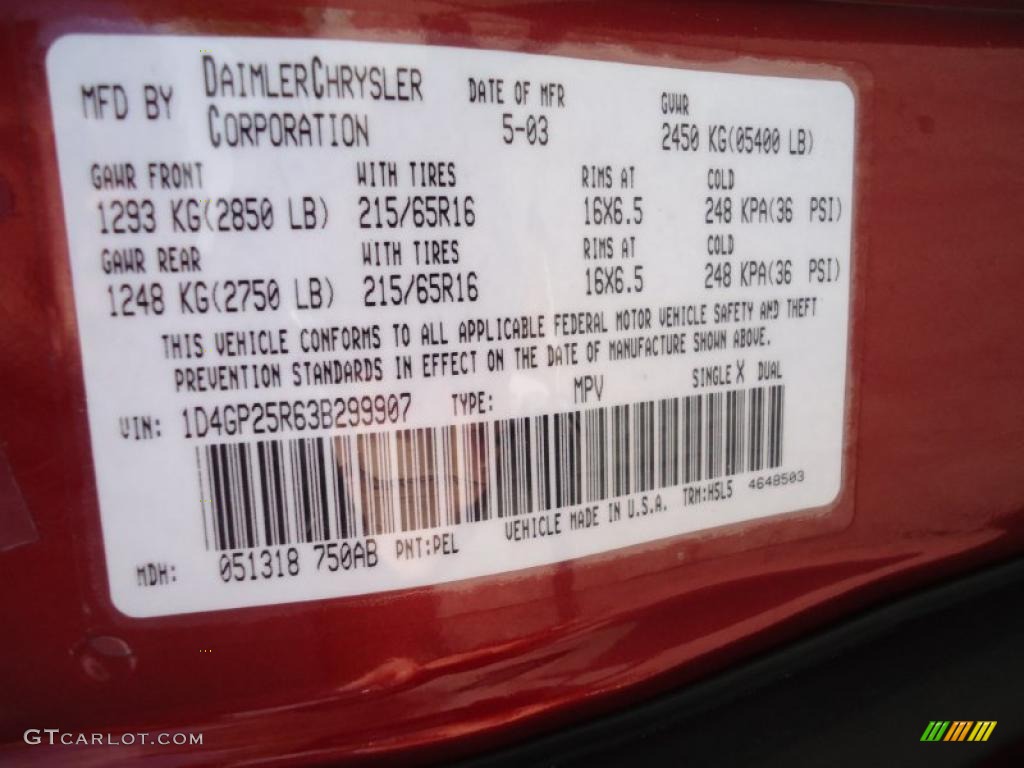 MFD BY DAIMLERCHRYSLER CORPORATION DATE OF MFR 5-03 GVWR 2450 KG(05400 LB)
GAWR FRONT WITH TIRES RIMS AT COLD
1293 KG(2850 LB) 215/65R16 16X6.5 248 KPA(36 PSI)
GAWR REAR WITH TIRES RIMS AT COLD
1248 KG(2750 LB) 215/65R16 16X6.5 248 KPA(36 PSI)
THIS VEHICLE CONFORMS TO ALL APPLICABLE FEDERAL MOTOR VEHICLE SAFETY AND THEFT
PREVENTION STANDARDS IN EFFECT ON THE DATE OF MANUFACTURE SHOWN ABOVE.
VIN: 1D4GP25R63B299907 TYPE: MPV SINGLE X DUAL
MDH: 051318 750AB PNT:PEL VEHICLE MADE IN U.S.A. TRM:H5L5 4648503
GTCARLOT.COM